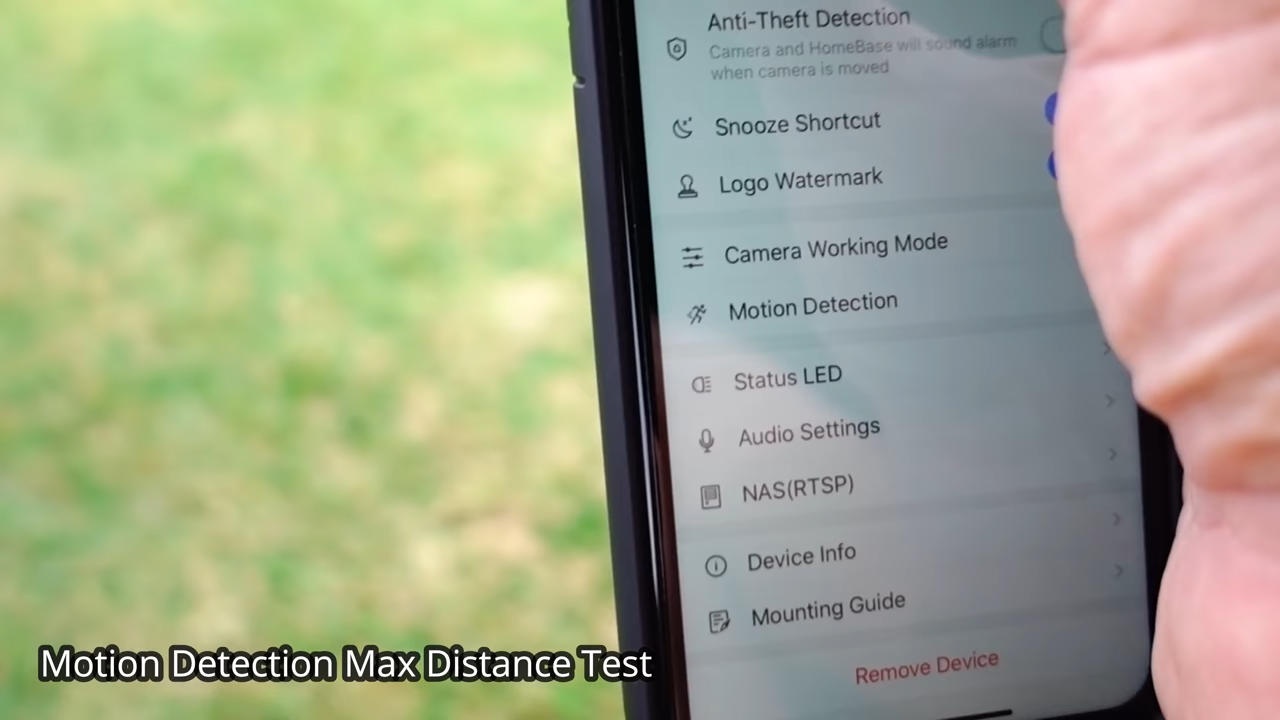 Anti-Theft Detection
Camera and HomeBase will sound alarm
when camera is moved
Snooze Shortcut
Logo Watermark
Camera Working Mode
Motion Detection
Status LED
Audio Settings
NAS(RTSP)
Device Info
Mounting Guide
Remove Device
Motion Detection Max Distance Test